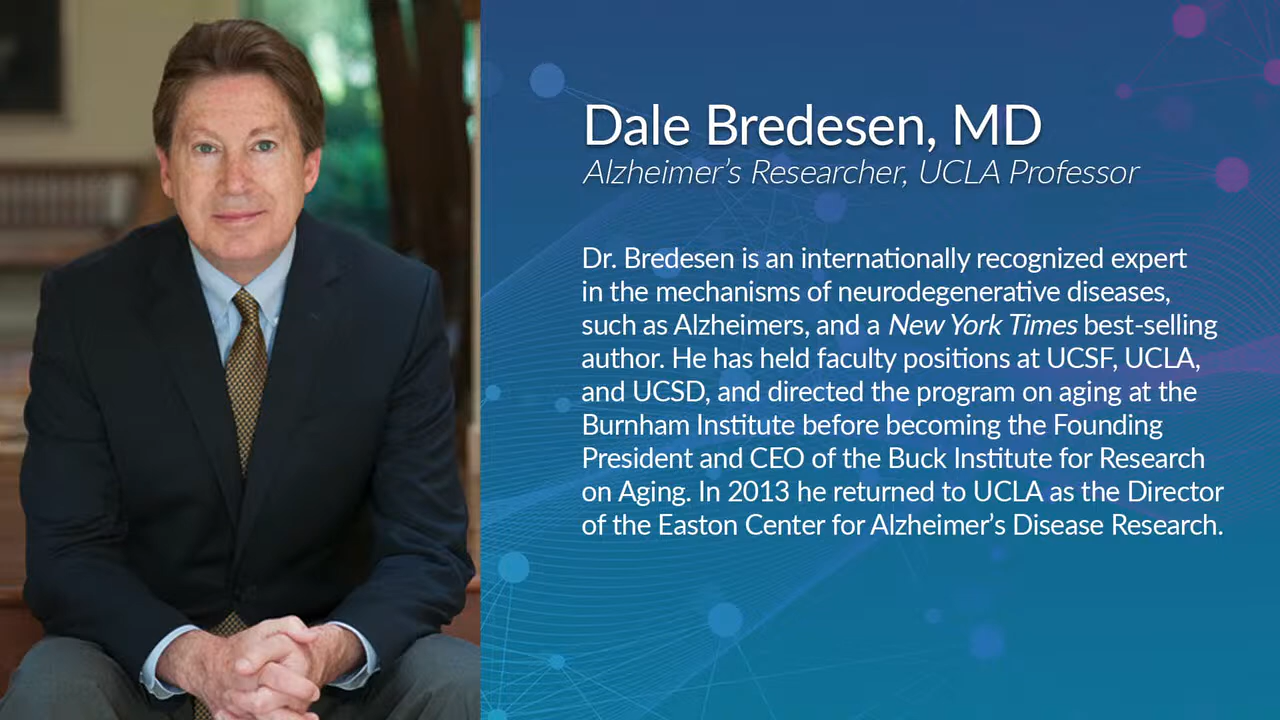 Dale Bredesen, MD
Alzheimer's Researcher, UCLA Professor
Dr. Bredesen is an internationally recognized expert
in the mechanisms of neurodegenerative diseases,
such as Alzheimers, and a New York Times best-selling
author. He has held faculty positions at UCSF, UCLA,
and UCSD, and directed the program on aging at the
Burnham Institute before becoming the Founding
President and CEO of the Buck Institute for Research
on Aging. In 2013 he returned to UCLA as the Director
of the Easton Center for Alzheimer's Disease Research.